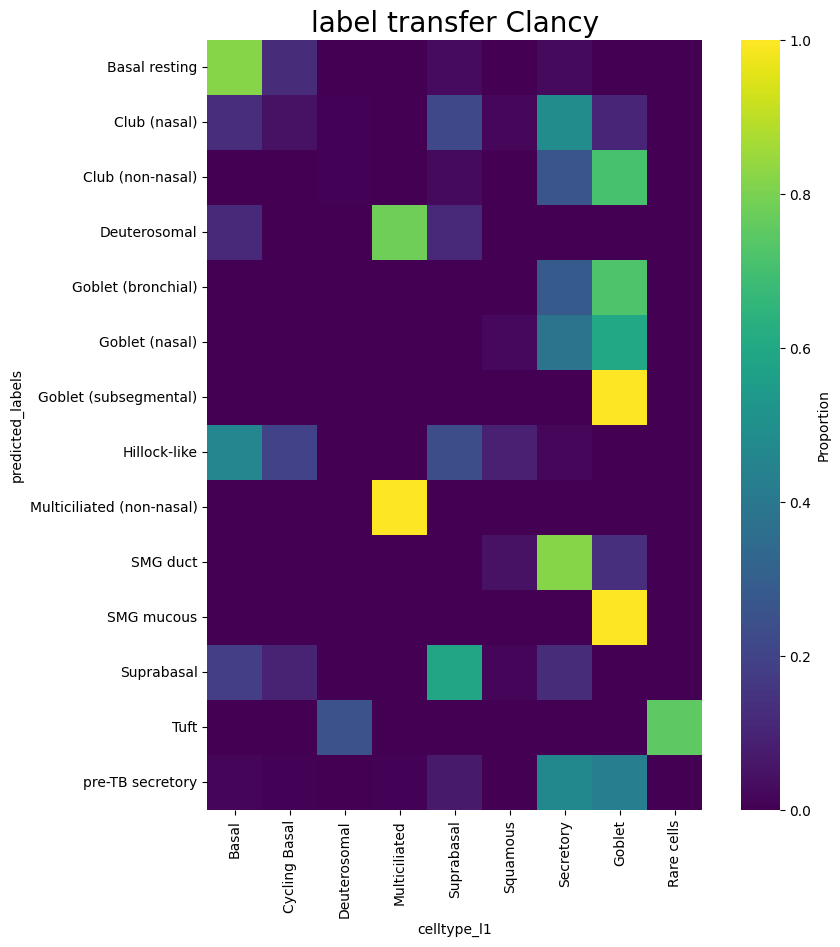 label transfer Clancy
predicted_labels
Basal resting
Club (nasal)
Club (non-nasal)
Deuterosomal
Goblet (bronchial)
Goblet (nasal)
Goblet (subsegmental)
Hillock-like
Multiciliated (non-nasal)
SMG duct
SMG mucous
Suprabasal
Tuft
pre-TB secretory
Basal
Cycling Basal
Deuterosomal
Multiciliated
Suprabasal
Squamous
Secretory
Goblet
Rare cells
celltype_l1
1.0
0.8
0.6
0.4
0.2
0.0
Proportion